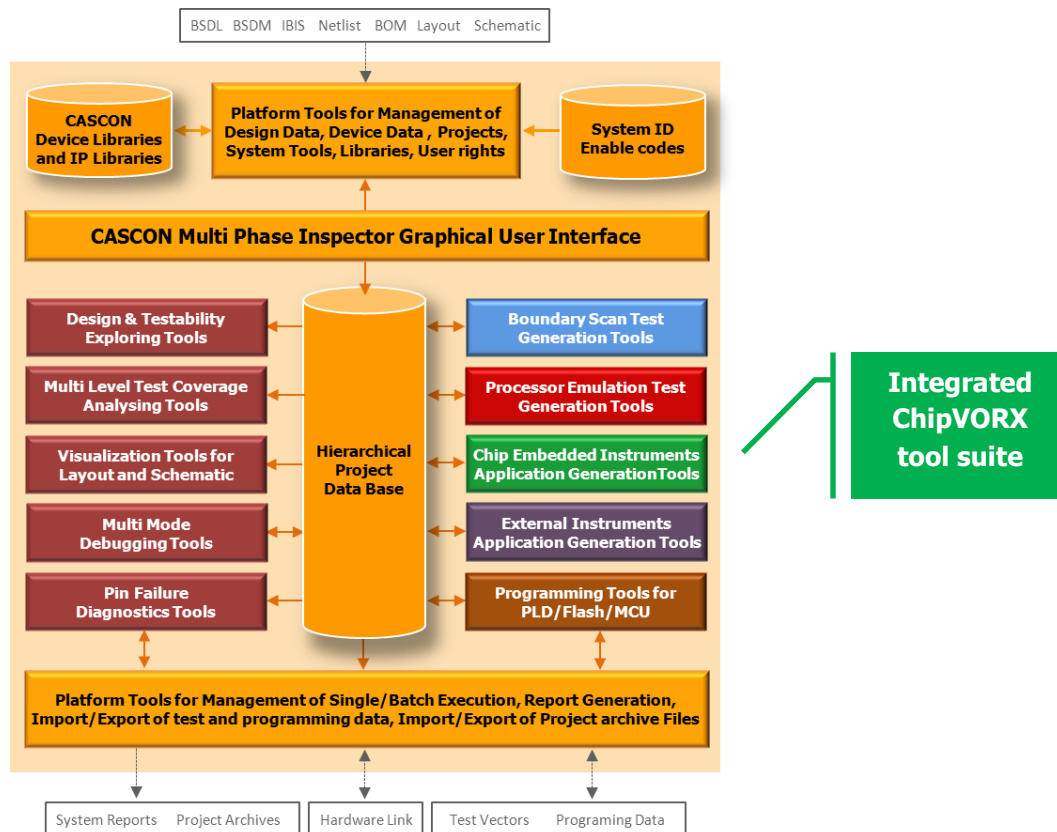 BSDL BSDM IBIS Netlist BOM Layout Schematic
CASCON
Device Libraries
and IP Libraries
Platform Tools for Management of
Design Data, Device Data , Projects,
System Tools, Libraries, User rights
System ID
Enable codes
CASCON Multi Phase Inspector Graphical User Interface
Design & Testability
Exploring Tools
Multi Level Test Coverage
Analysing Tools
Visualization Tools for
Layout and Schematic
Multi Mode
Debugging Tools
Pin Failure
Diagnostics Tools
Hierarchical
Project
Data Base
Boundary Scan Test
Generation Tools
Processor Emulation Test
Generation Tools
Chip Embedded Instruments
Application GenerationTools
External Instruments
Application Generation Tools
Programming Tools for
PLD/Flash/MCU
Integrated
ChipVORX
tool suite
Platform Tools for Management of Single/Batch Execution, Report Generation,
Import/Export of test and programming data, Import/Export of Project archive Files
System Reports Project Archives
Hardware Link
Test Vectors Programing Data